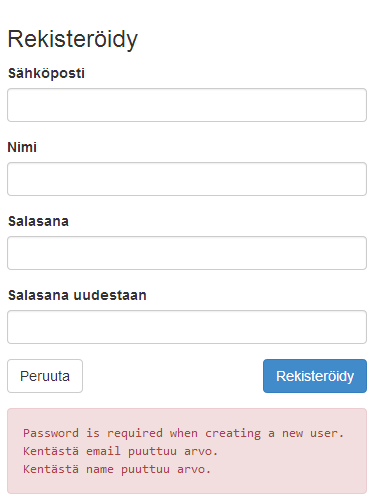 Rekisteröidy
Sähköposti
Nimi
Salasana
Salasana uudestaan
Peruuta Rekisteröidy
Password is required when creating a new user.
Kentästä email puuttuu arvo.
Kentästä name puuttuu arvo.